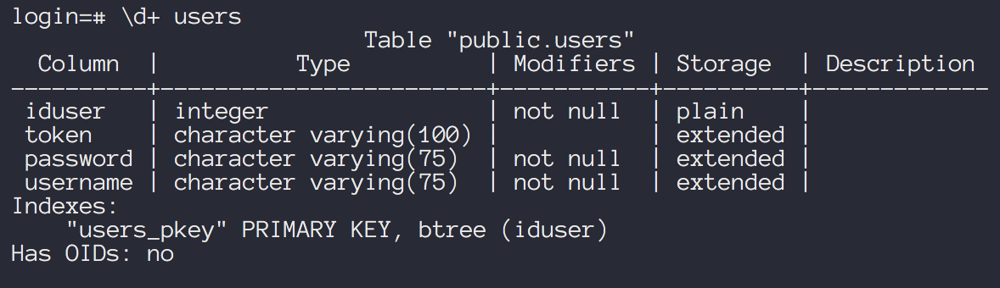 login=# \d+ users
                          Table "public.users"
  Column  |          Type          | Modifiers | Storage  | Description
----------+------------------------+-----------+----------+-------------
 iduser   | integer                | not null  | plain    |
 token    | character varying(100) |           | extended |
 password | character varying(75)  | not null  | extended |
 username | character varying(75)  | not null  | extended |
Indexes:
    "users_pkey" PRIMARY KEY, btree (iduser)
Has OIDs: no